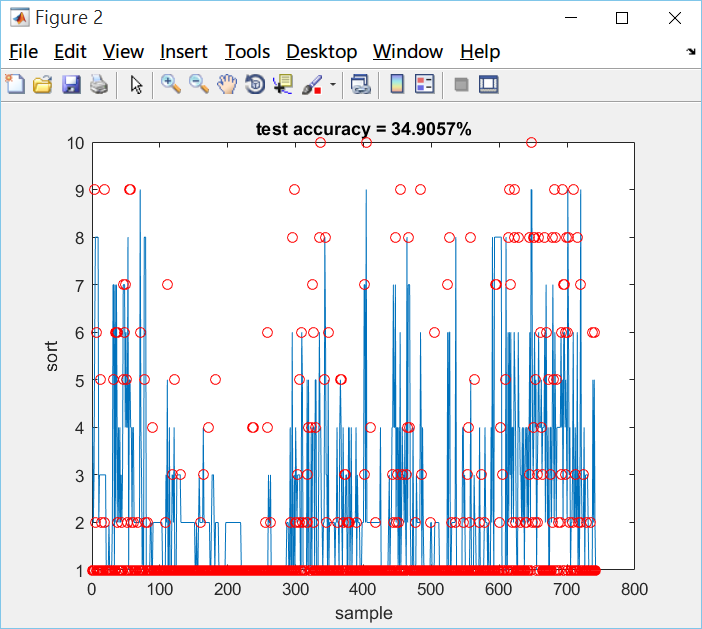 Figure 2
File Edit View Insert Tools Desktop Window Help
test accuracy = 34.9057%
10
9
8
7
6
5
4
3
2
1
sort
0 100 200 300 400 500 600 700 800
sample